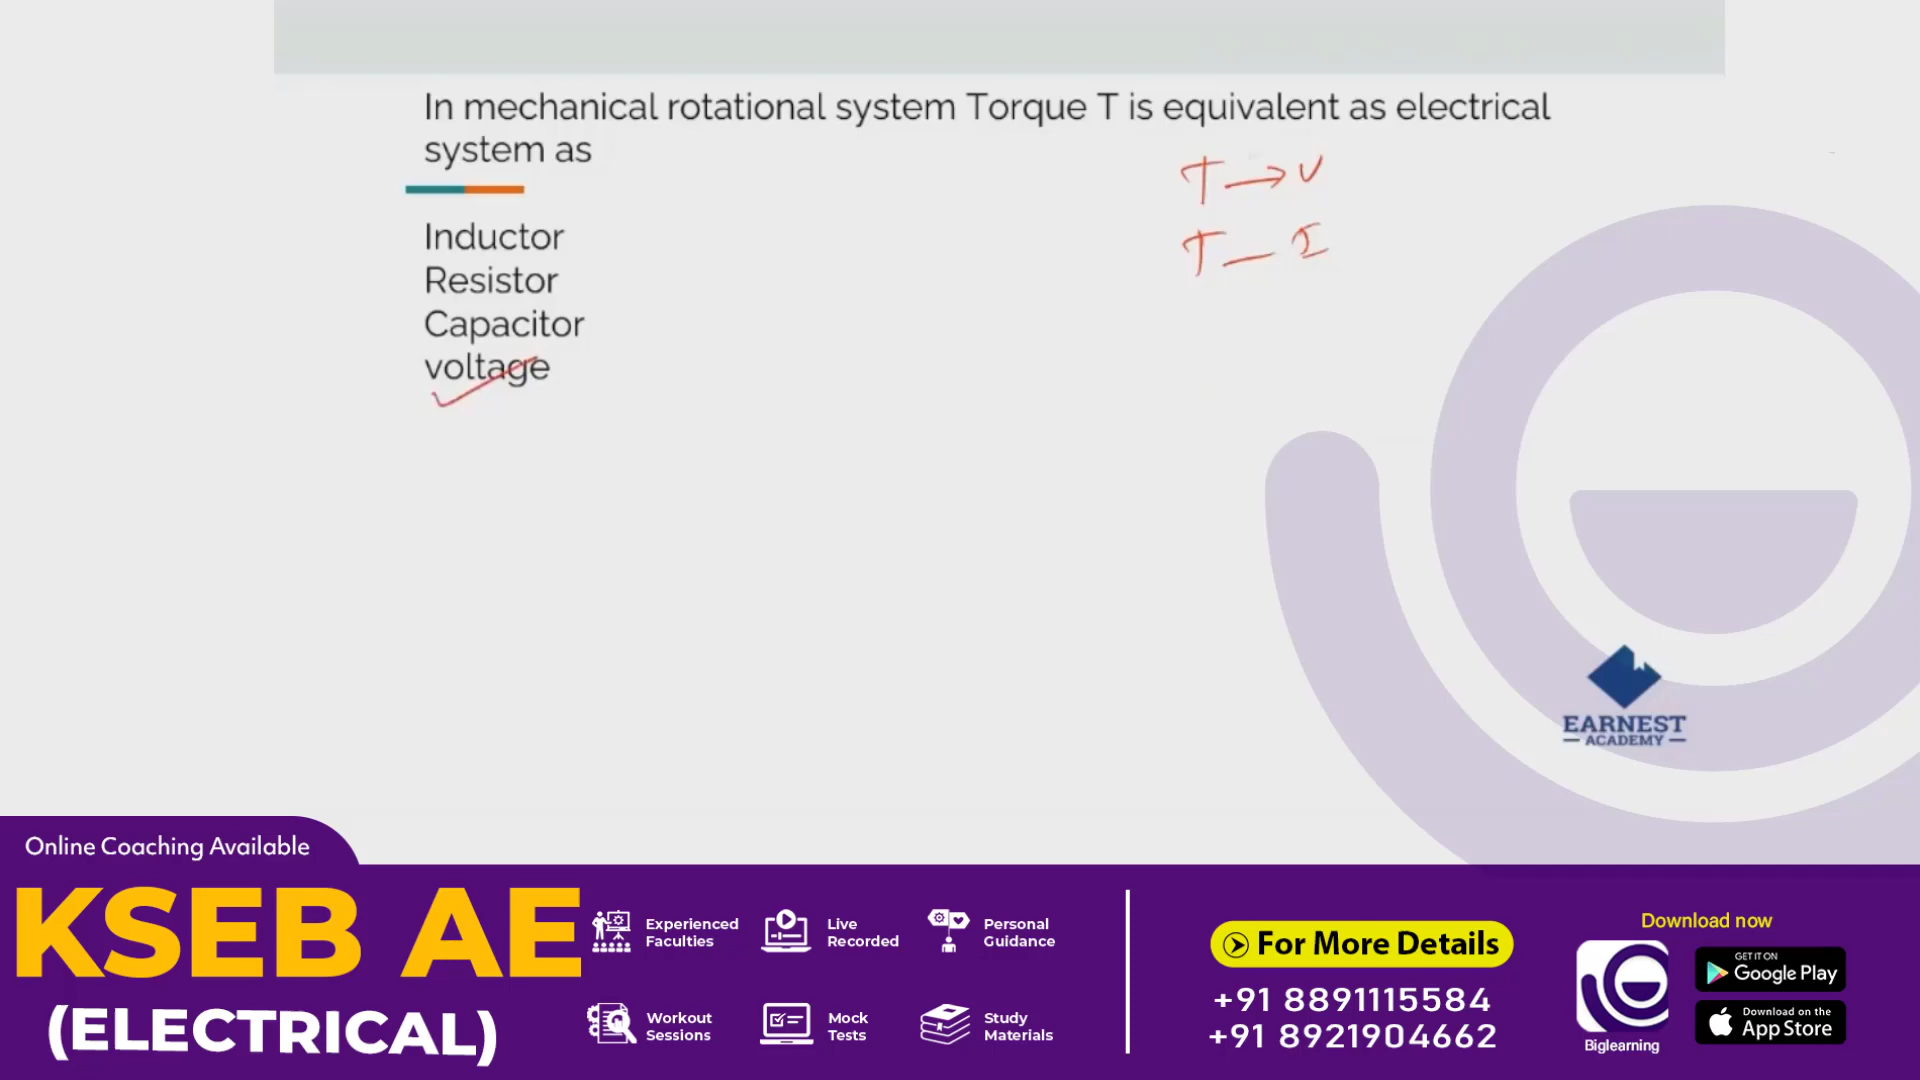 In mechanical rotational system Torque T is equivalent as electrical
system as
T → V
T — I
Inductor
Resistor
Capacitor
voltage
EARNEST
ACADEMY
Online Coaching Available
KSEB AE
(ELECTRICAL)
Experienced
Faculties
Live
Recorded
Personal
Guidance
Workout
Sessions
Mock
Tests
Study
Materials
For More Details
+91 8891115584
+91 8921904662
Download now
Biglearning
GET IT ON
Google Play
Download on the
App Store